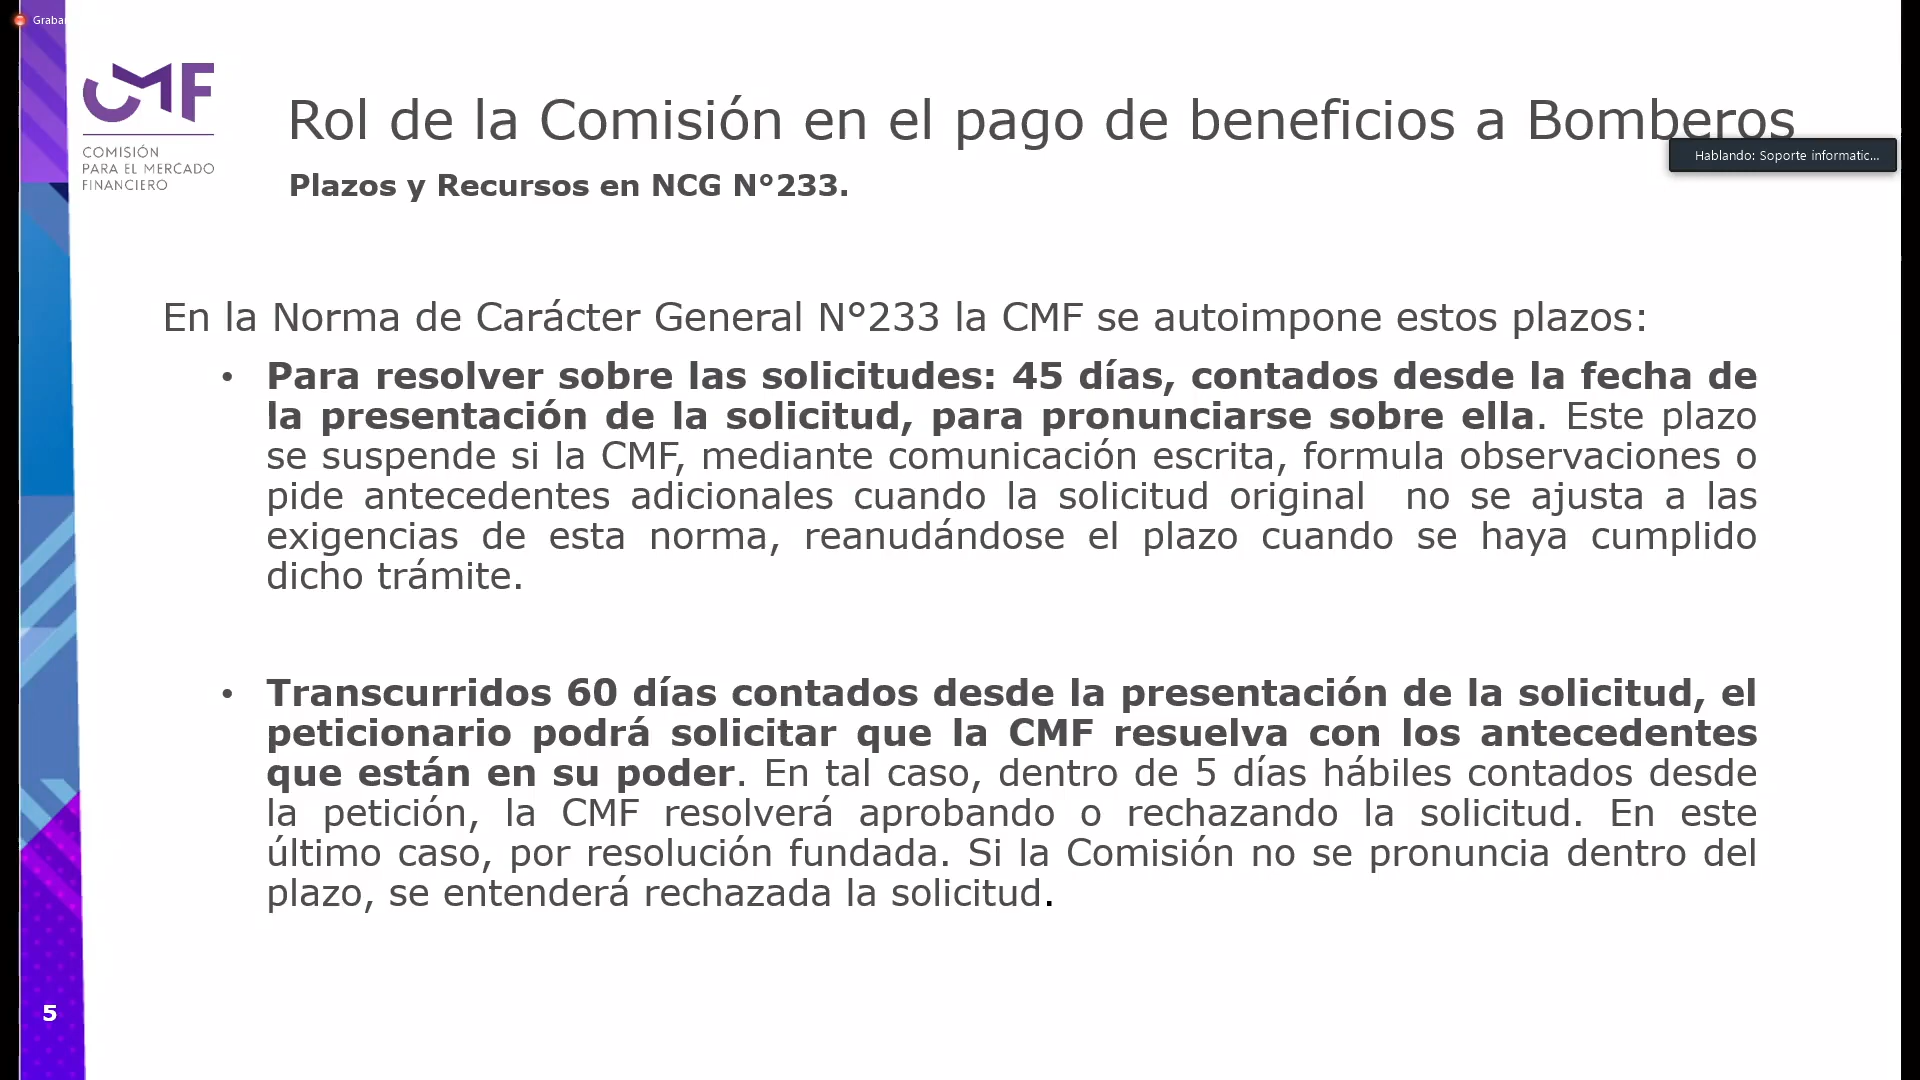 Graba
CMF
COMISIÓN
PARA EL MERCADO
FINANCIERO
Rol de la Comisión en el pago de beneficios a Bomberos
Hablando: Soporte informatic...
Plazos y Recursos en NCG N°233.
En la Norma de Carácter General N°233 la CMF se autoimpone estos plazos:
• Para resolver sobre las solicitudes: 45 días, contados desde la fecha de
la presentación de la solicitud, para pronunciarse sobre ella. Este plazo
se suspende si la CMF, mediante comunicación escrita, formula observaciones o
pide antecedentes adicionales cuando la solicitud original no se ajusta a las
exigencias de esta norma, reanudándose el plazo cuando se haya cumplido
dicho trámite.
• Transcurridos 60 días contados desde la presentación de la solicitud, el
peticionario podrá solicitar que la CMF resuelva con los antecedentes
que están en su poder. En tal caso, dentro de 5 días hábiles contados desde
la petición, la CMF resolverá aprobando o rechazando la solicitud. En este
último caso, por resolución fundada. Si la Comisión no se pronuncia dentro del
plazo, se entenderá rechazada la solicitud.
5